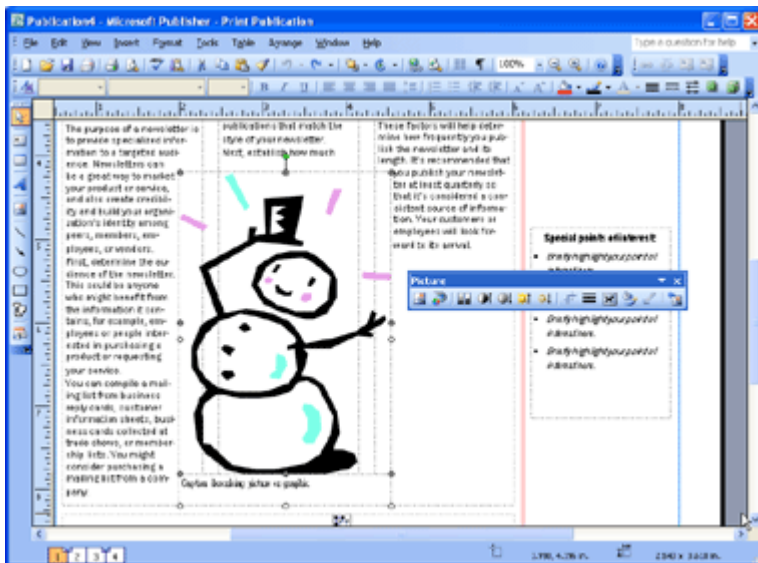 Publication4 - Microsoft Publisher - Print Publication
File Edit View Insert Format Tools Table Arrange Window Help
Type a question for help
100%
The purpose of a newsletter is
to provide specialized infor-
mation to a targeted audi-
ence. Newsletters can
be a great way to market
your product or service,
and also create credibil-
ity and build your organi-
zation's identity among
peers, members, em-
ployees, or vendors.
First, determine the au-
dience of the newsletter.
This could be anyone
who might benefit from
the information it con-
tains, for example, em-
ployees or people inter-
ested in purchasing a
product or requesting
your service.
You can compile a mail-
ing list from business
reply cards, customer
information sheets, busi-
ness cards collected at
trade shows, or member-
ship lists. You might
consider purchasing a
mailing list from a com-
pany.
publications that match the
style of your newsletter.
Next, establish how much
These factors will help deter-
mine how frequently you pub-
lish the newsletter and its
length. It's recommended that
you publish your newslet-
ter at least quarterly so
that it's considered a con-
sistent source of informa-
tion. Your customers or
employees will look for-
ward to its arrival.
Caption describing picture or graphic.
Special points of interest:
Briefly highlight your point of
Picture
Briefly highlight your point of
interest here.
Briefly highlight your point of
interest here.
1 2 3 4